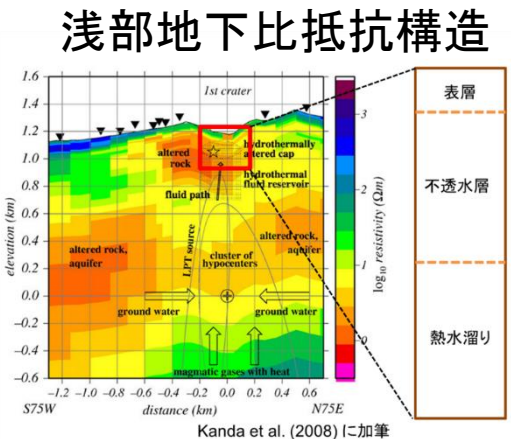 浅部地下比抵抗構造
1.6
1.4
1.2
1.0
0.8
0.6
0.4
0.2
0.0
−0.2
−0.4
−0.6
elevation (km)
1st crater
altered
rock
hydrothermally
altered cap
hydrothermal
fluid reservoir
fluid path
LPT source
altered rock,
aquifer
cluster of
hypocenters
altered rock,
aquifer
ground water
ground water
magmatic gases with heat
−1.2 −1.0 −0.8 −0.6 −0.4 −0.2 0.0 0.2 0.4 0.6
S75W
distance (km)
N75E
3
2
1
0
log10 resistivity (Ωm)
表層
不透水層
熱水溜り
Kanda et al. (2008) に加筆